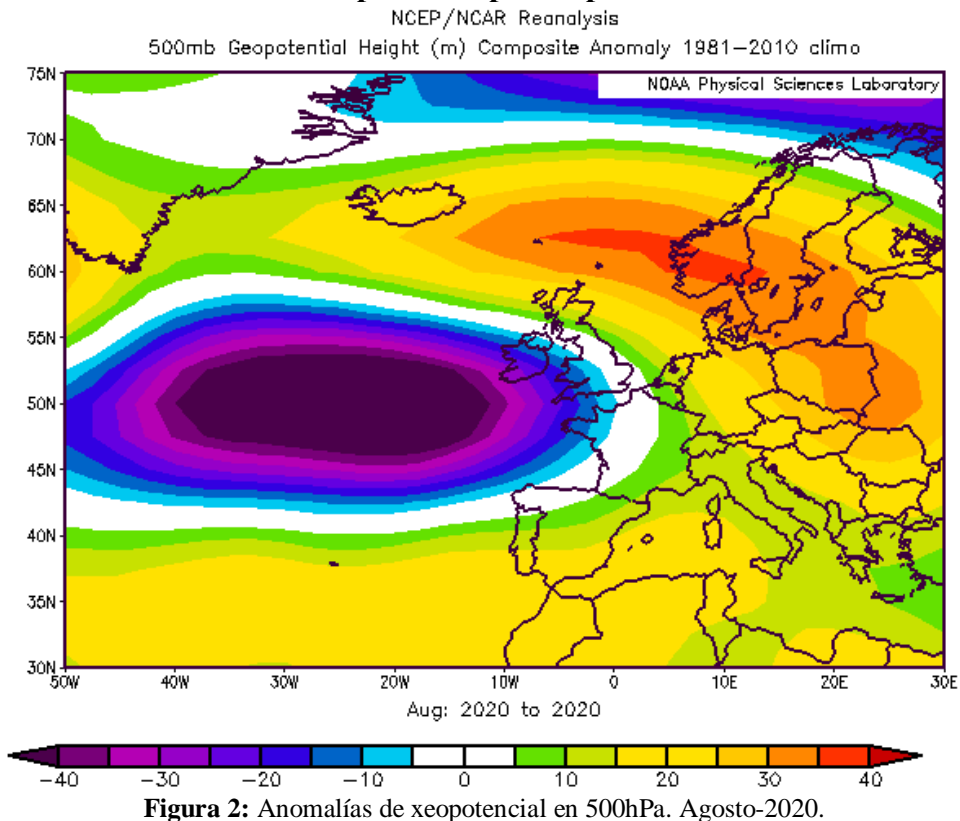 NCEP/NCAR Reanalysis
500mb Geopotential Height (m) Composite Anomaly 1981–2010 climo
NOAA Physical Sciences Laboratory
75N
70N
65N
60N
55N
50N
45N
40N
35N
30N
50W 40W 30W 20W 10W 0 10E 20E 30E
Aug: 2020 to 2020
−40 −30 −20 −10 0 10 20 30 40
Figura 2: Anomalías de xeopotencial en 500hPa. Agosto-2020.